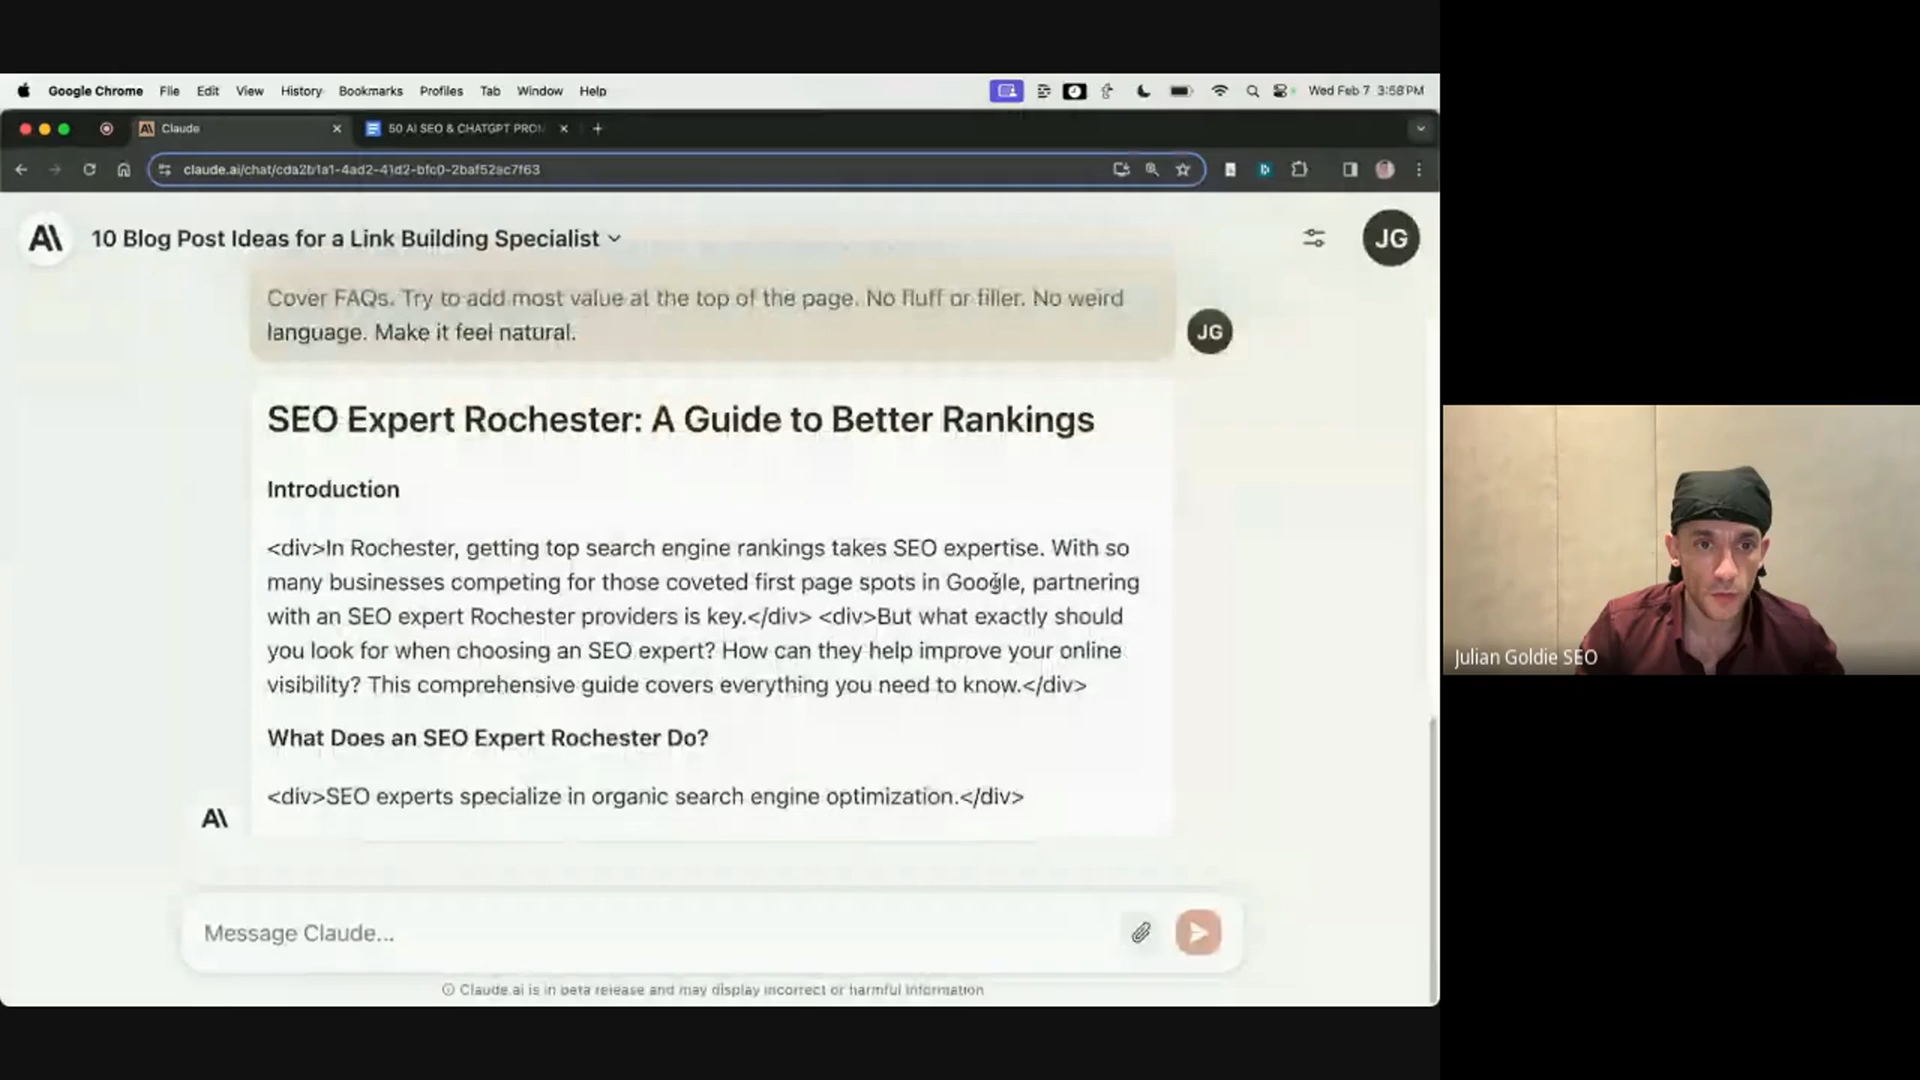 Google Chrome File Edit View History Bookmarks Profiles Tab Window Help Wed Feb 7 3:58 PM
Claude 50 AI SEO & CHATGPT PROM
claude.ai/chat/cda2b1a1-4ad2-41d2-bfc0-2baf52ac7f63
10 Blog Post Ideas for a Link Building Specialist
JG
Cover FAQs. Try to add most value at the top of the page. No fluff or filler. No weird
language. Make it feel natural.
JG
SEO Expert Rochester: A Guide to Better Rankings
Introduction
<div>In Rochester, getting top search engine rankings takes SEO expertise. With so
many businesses competing for those coveted first page spots in Google, partnering
with an SEO expert Rochester providers is key.</div> <div>But what exactly should
you look for when choosing an SEO expert? How can they help improve your online
visibility? This comprehensive guide covers everything you need to know.</div>
What Does an SEO Expert Rochester Do?
<div>SEO experts specialize in organic search engine optimization.</div>
Message Claude...
Claude.ai is in beta release and may display incorrect or harmful information
Julian Goldie SEO